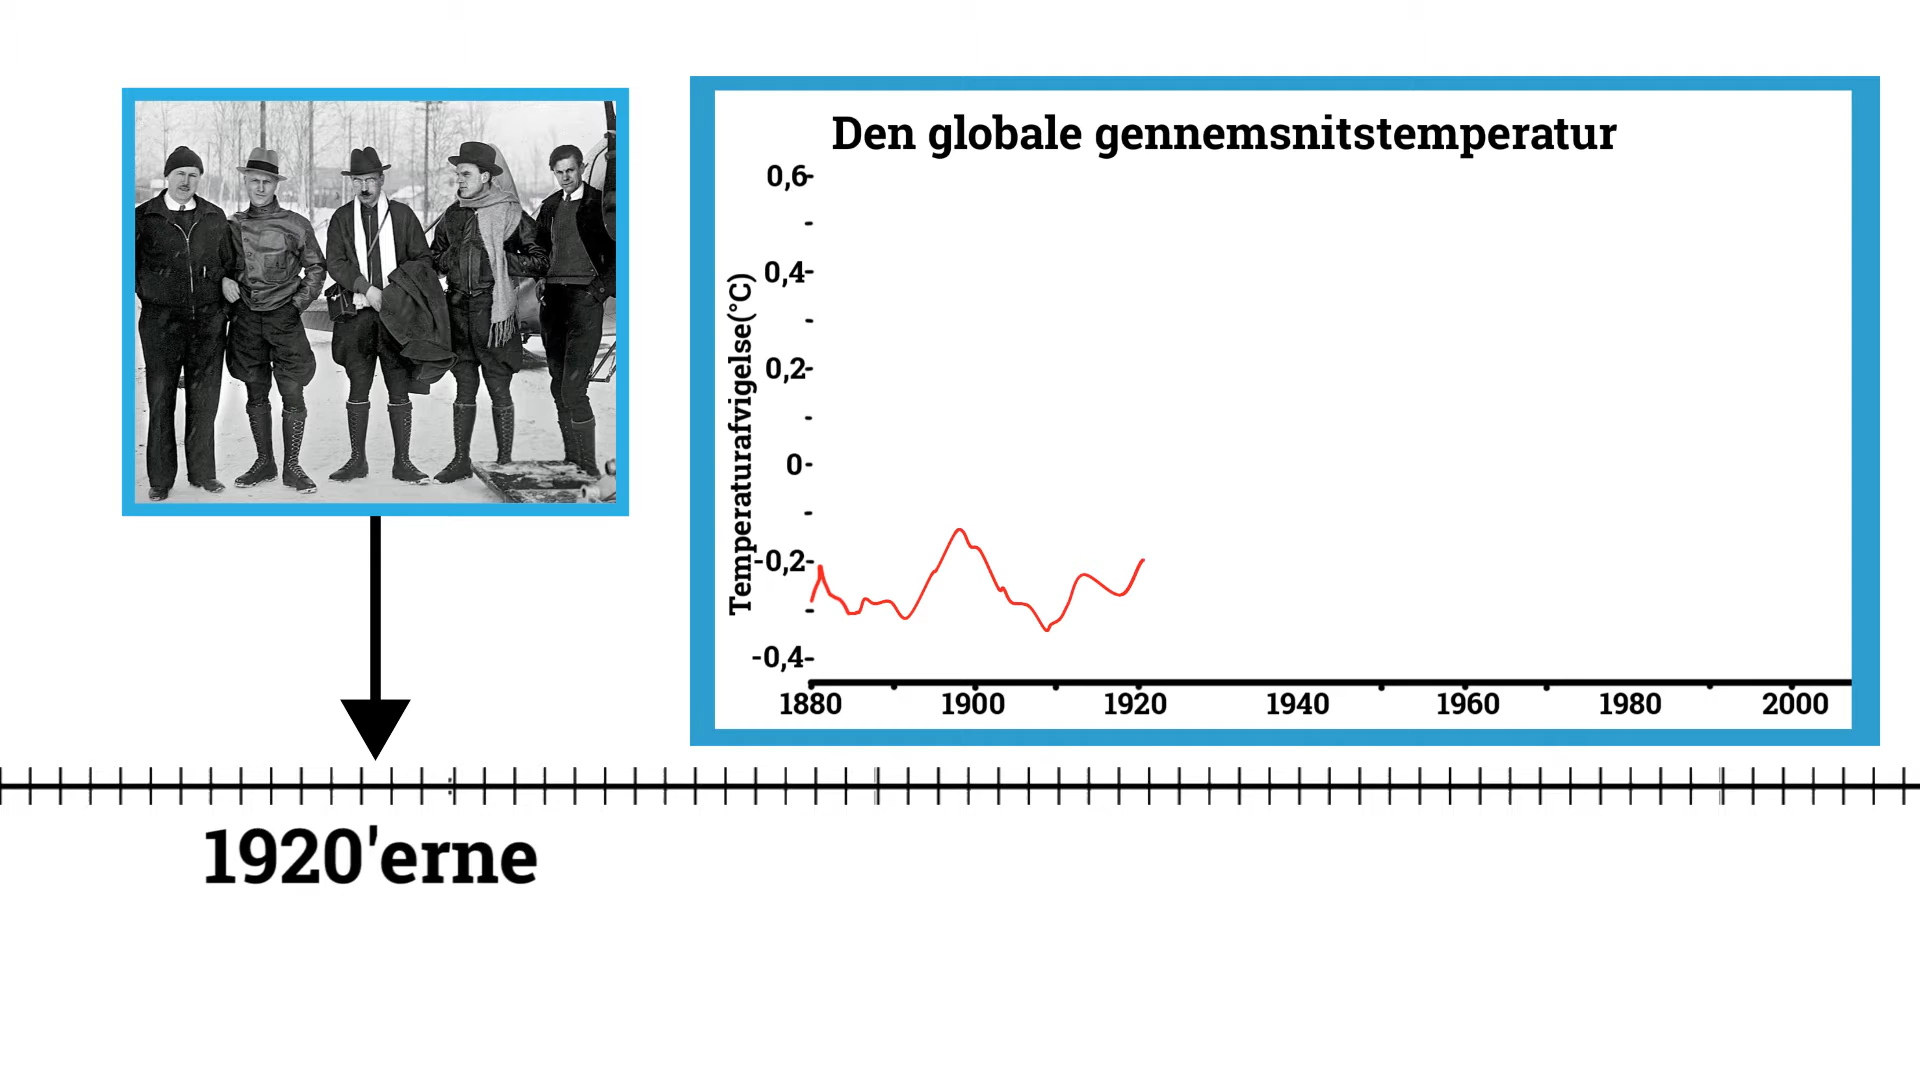 Den globale gennemsnitstemperatur
Temperaturafvigelse(°C)
0,6
0,4
0,2
0
-0,2
-0,4
1880 1900 1920 1940 1960 1980 2000
1920'erne